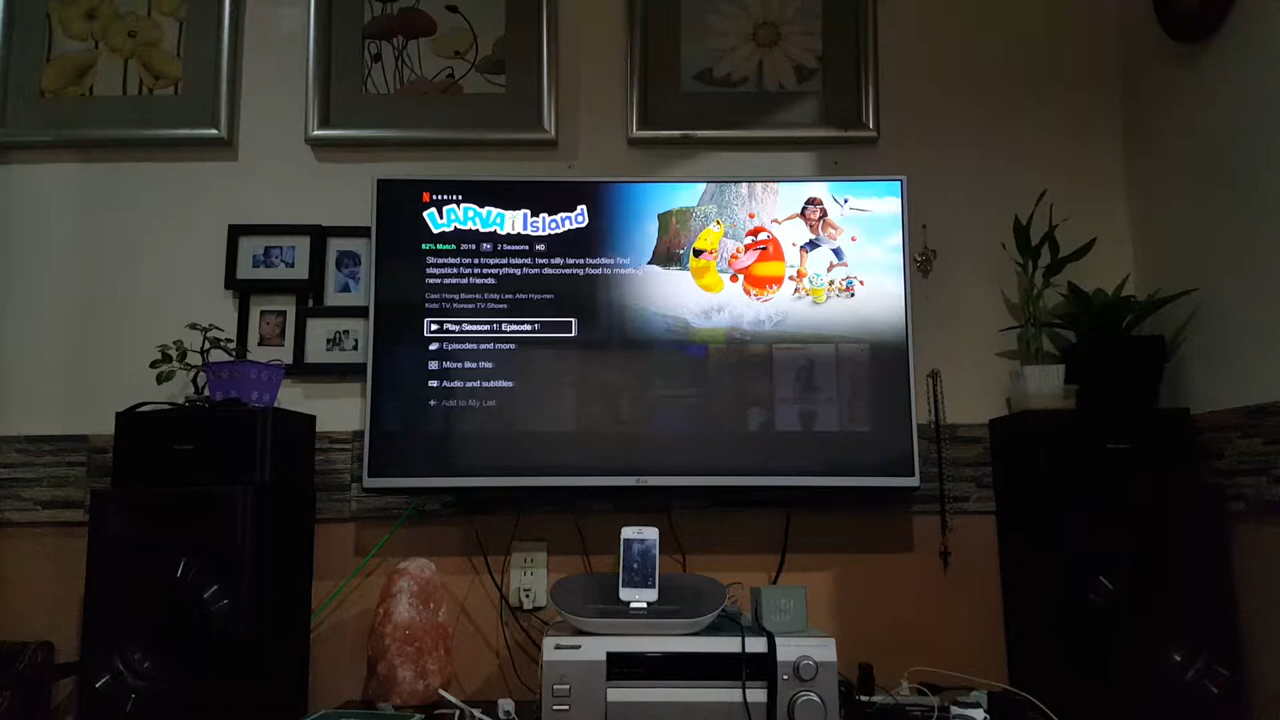 N SERIES
LARVA Island
82% Match 2019 7+ 2 Seasons HD
Stranded on a tropical island, two silly larva buddies find
slapstick fun in everything from discovering food to meeting
new animal friends.
Cast: Hong Bum-ki, Eddy Lee, Ahn Hyo-min
Kids' TV, Korean TV Shows
Play Season 1: Episode 1
Episodes and more
More like this
Audio and subtitles
Add to My List
LG
JBL